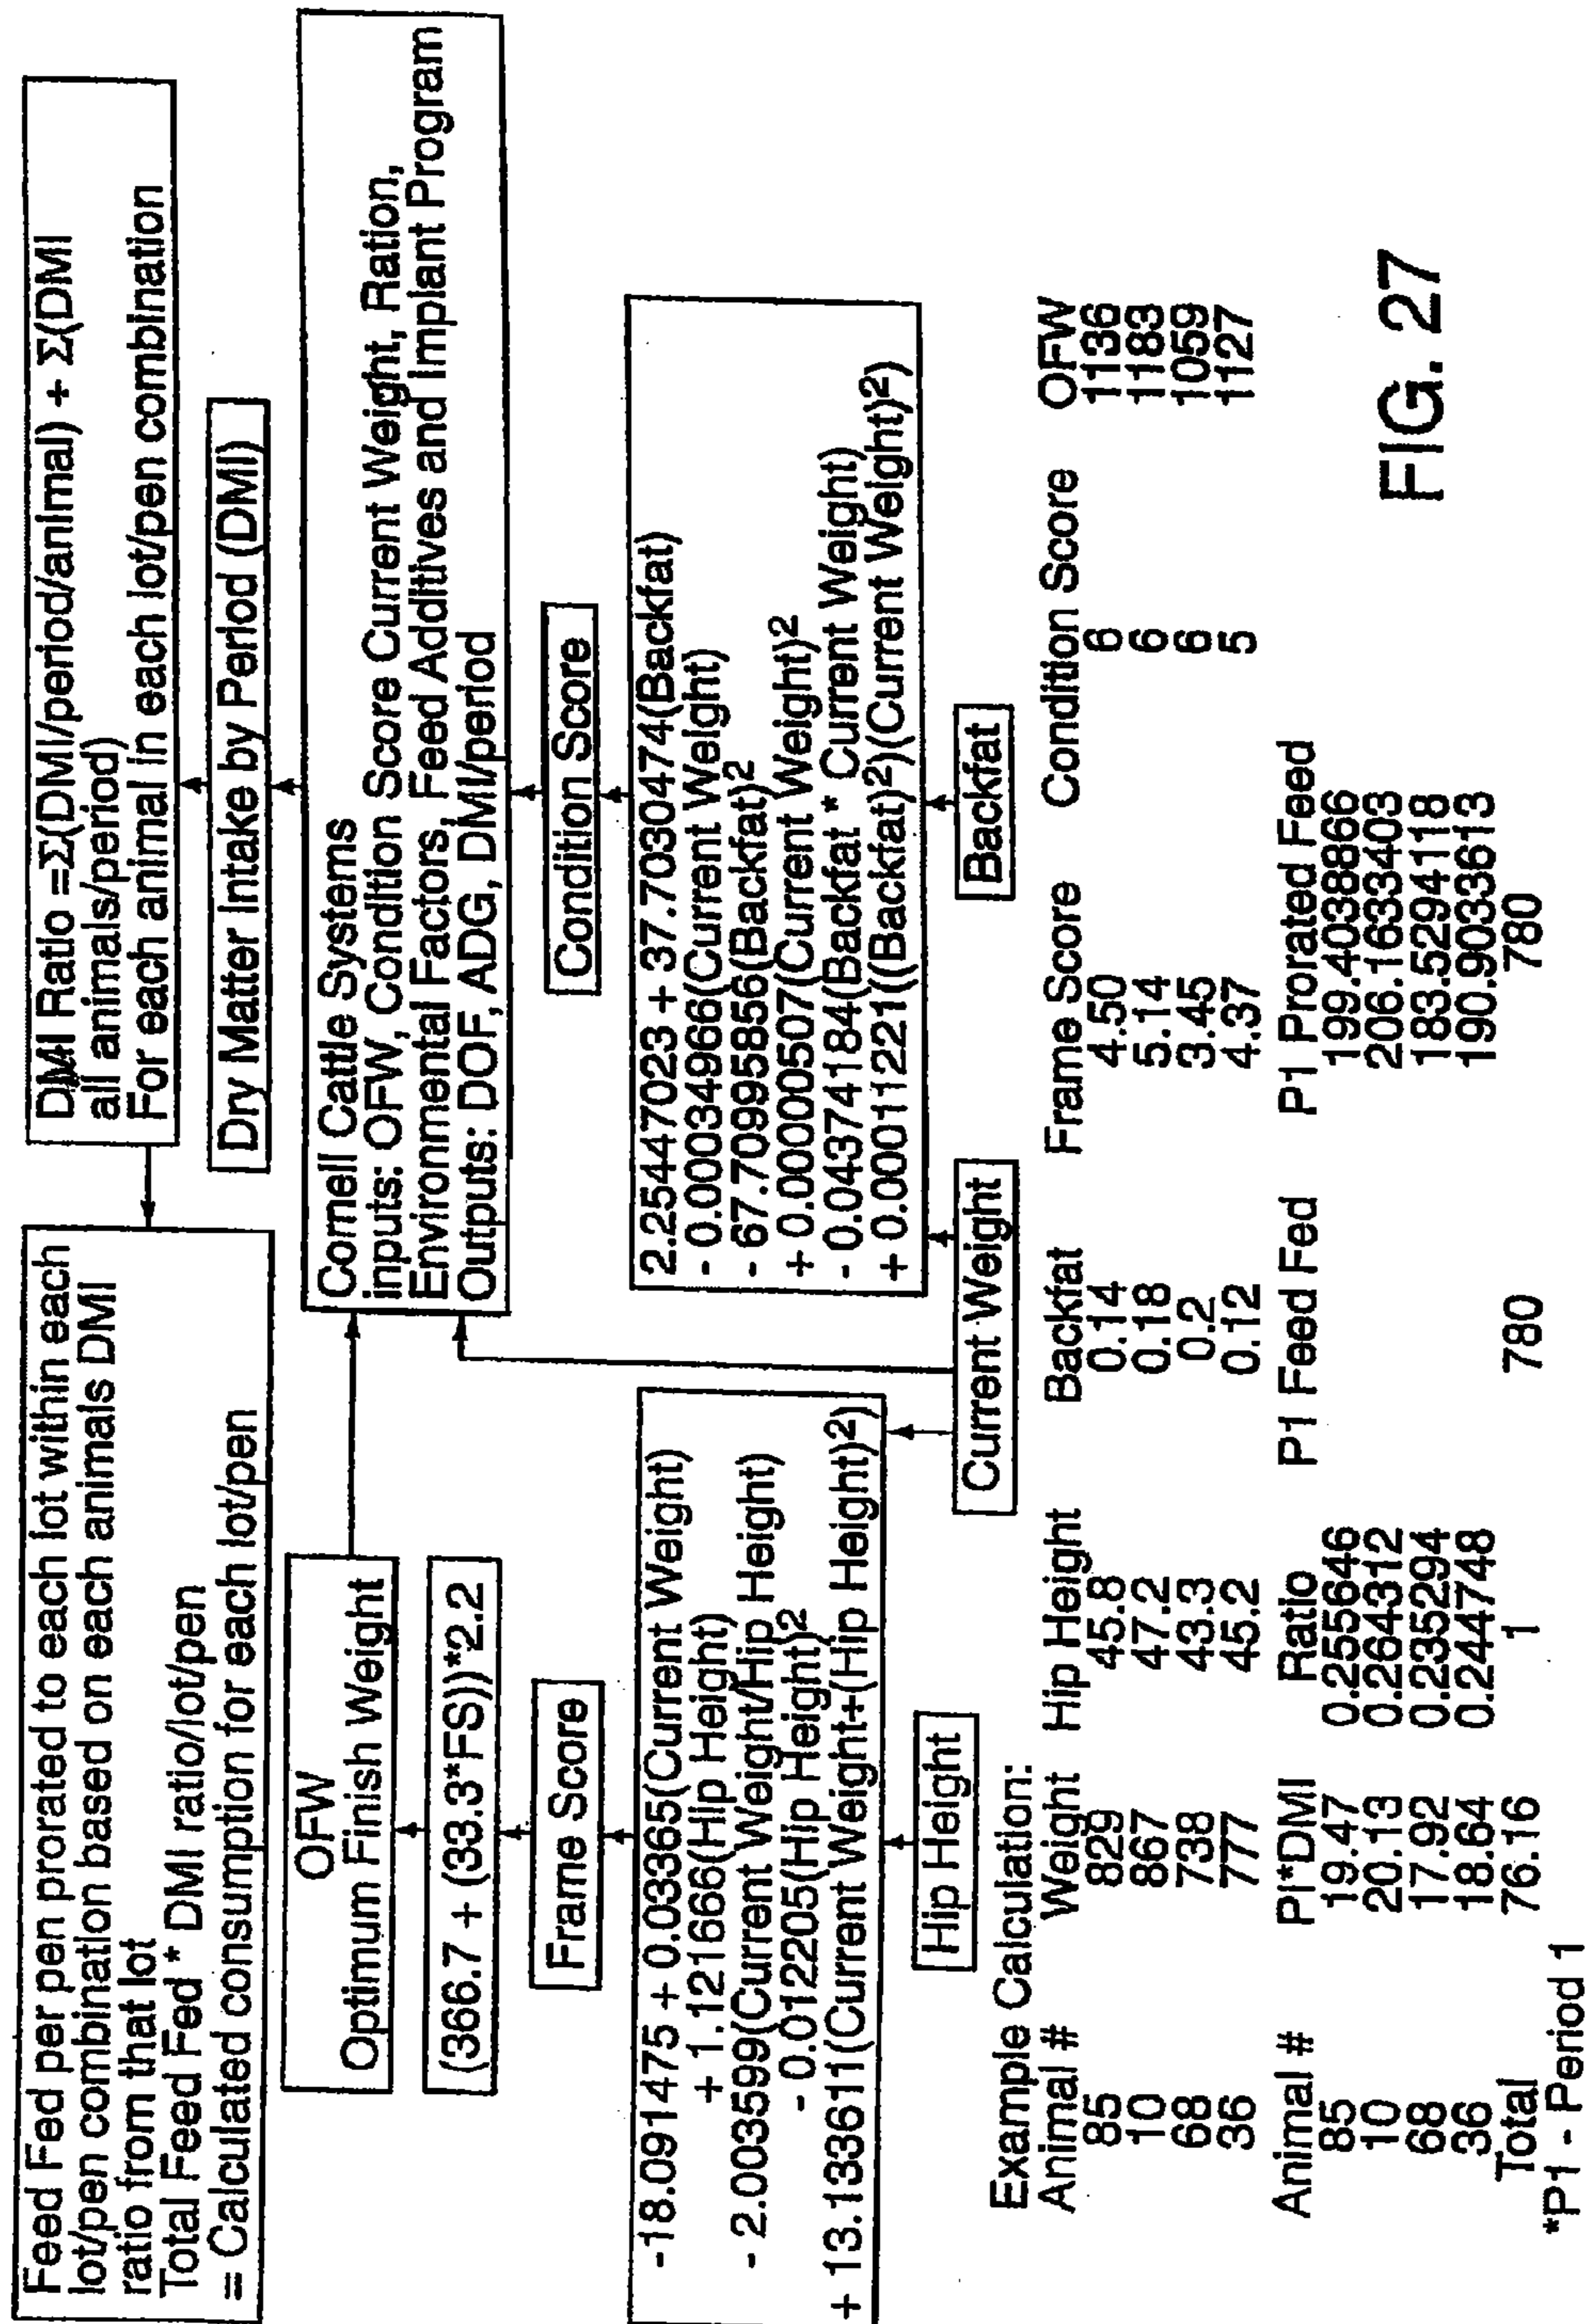 Feed Fed per pen prorated to each lot within each
lot/pen combination based on each animals DMI
ratio from that lot
Total Feed Fed * DMI ratio/lot/pen
= Calculated consumption for each lot/pen
DMI Ratio =Σ(DMI/period/animal) + Σ(DMI
all animals/period)
For each animal in each lot/pen combination
Dry Matter Intake by Period (DMI)
OFW
Optimum Finish Weight
(366.7 + (33.3*FS))*2.2
Frame Score
-18.091475 + 0.03365(Current Weight)
+ 1.121666(Hip Height)
- 2.003599(Current Weight/Hip Height)
- 0.012205(Hip Height)2
+ 13.133611(Current Weight+(Hip Height)2)
Hip Height
Cornell Cattle Systems
inputs: OFW, Condition Score Current Weight, Ration,
Environmental Factors, Feed Additives and Implant Program
Outputs: DOF, ADG, DMI/period
Condition Score
2.25447023 + 37.7030474(Backfat)
- 0.00034966(Current Weight)
- 67.7099585​6(Backfat)2
+ 0.00000507(Current Weight)2
- 0.04374184(Backfat * Current Weight)
+ 0.00011221((Backfat)2)(Current Weight)2)
Current Weight
Backfat
Example Calculation:
Animal # Weight Hip Height Backfat Frame Score Condition Score OFW
85 829 45.8 0.14 4.50 6 1136
10 867 47.2 0.18 5.14 6 1183
68 738 43.3 0.2 3.45 6 1059
36 777 45.2 0.12 4.37 5 1127
Animal # PI*DMI Ratio P1 Feed Fed P1 Prorated Feed
85 19.47 0.255646 199.4038866
10 20.13 0.264312 206.1633403
68 17.92 0.235294 183.5294118
36 18.64 0.244748 190.9033613
Total 76.16 1 780 780
*P1 - Period 1
FIG. 27